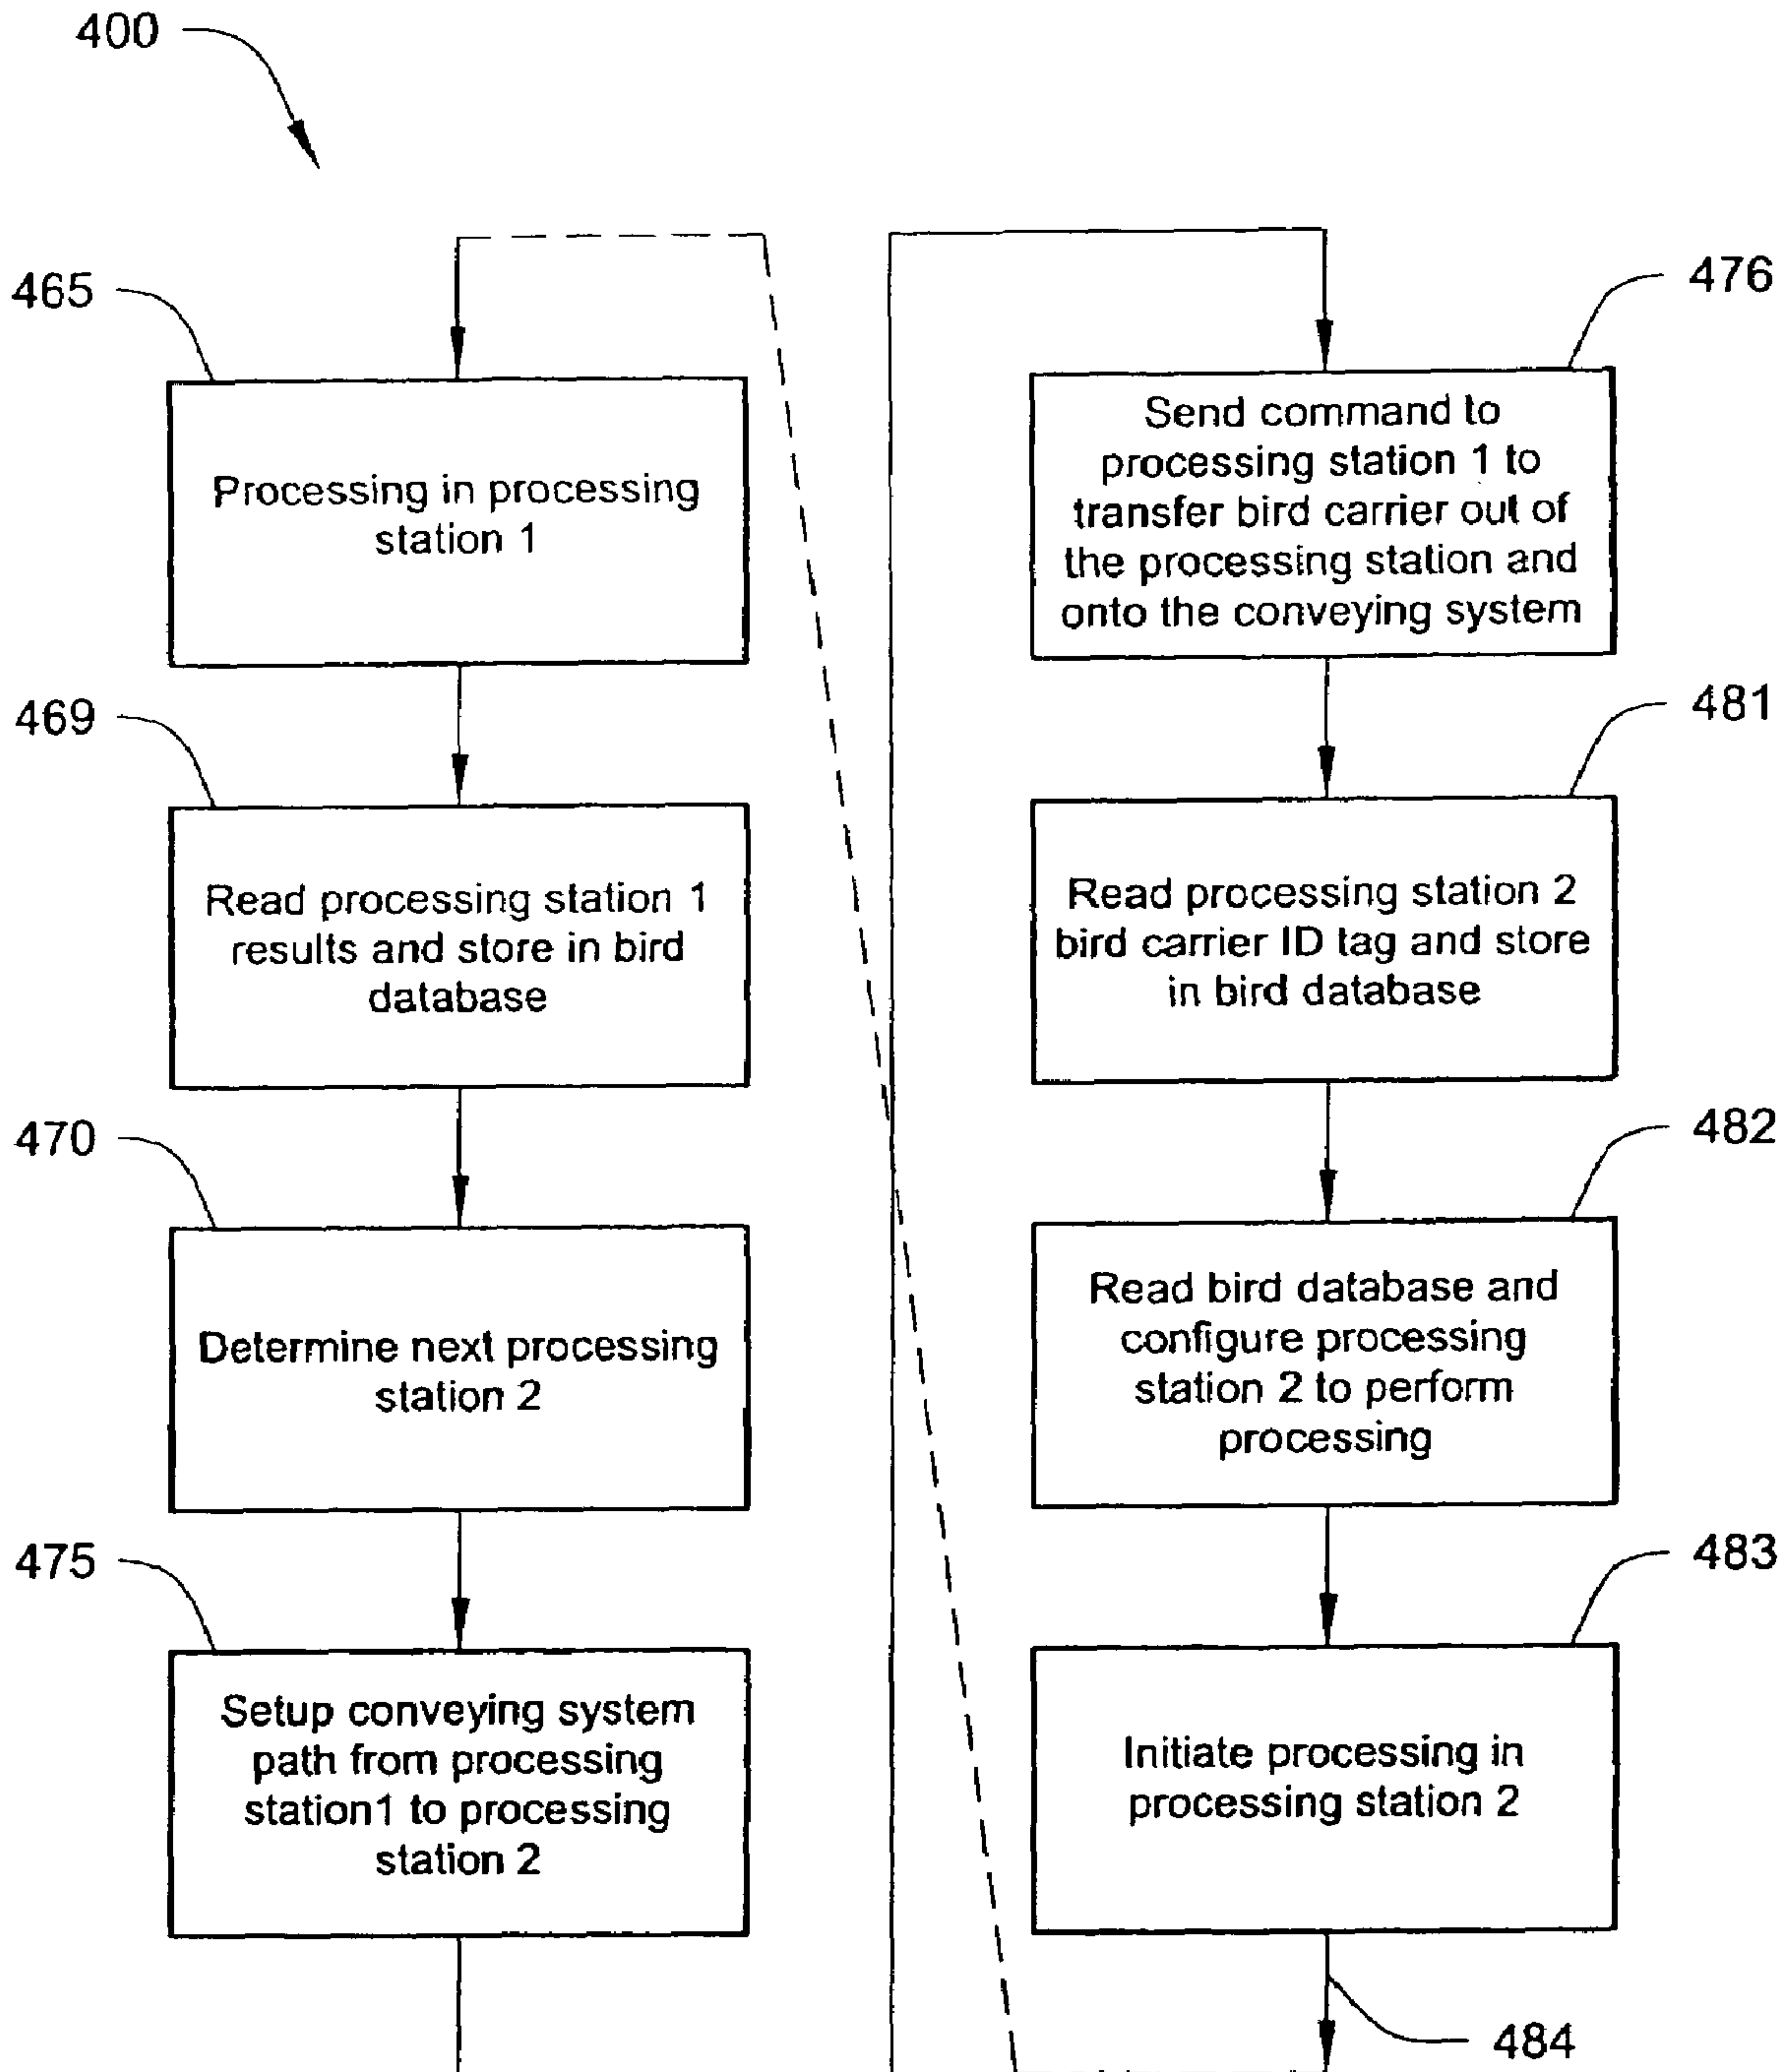 400
465
Processing in processing
station 1
469
Read processing station 1
results and store in bird
database
470
Determine next processing
station 2
475
Setup conveying system
path from processing
station1 to processing
station 2
476
Send command to
processing station 1 to
transfer bird carrier out of
the processing station and
onto the conveying system
481
Read processing station 2
bird carrier ID tag and store
in bird database
482
Read bird database and
configure processing
station 2 to perform
processing
483
Initiate processing in
processing station 2
484